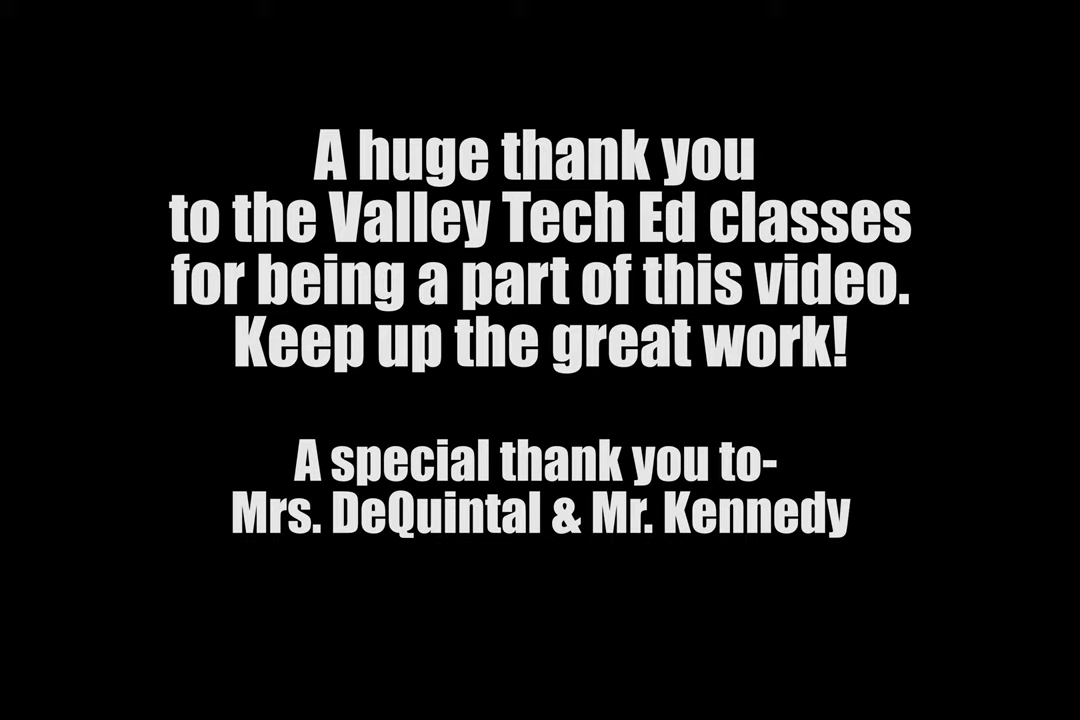 A huge thank you
to the Valley Tech Ed classes
for being a part of this video.
Keep up the great work!
A special thank you to-
Mrs. DeQuintal & Mr. Kennedy